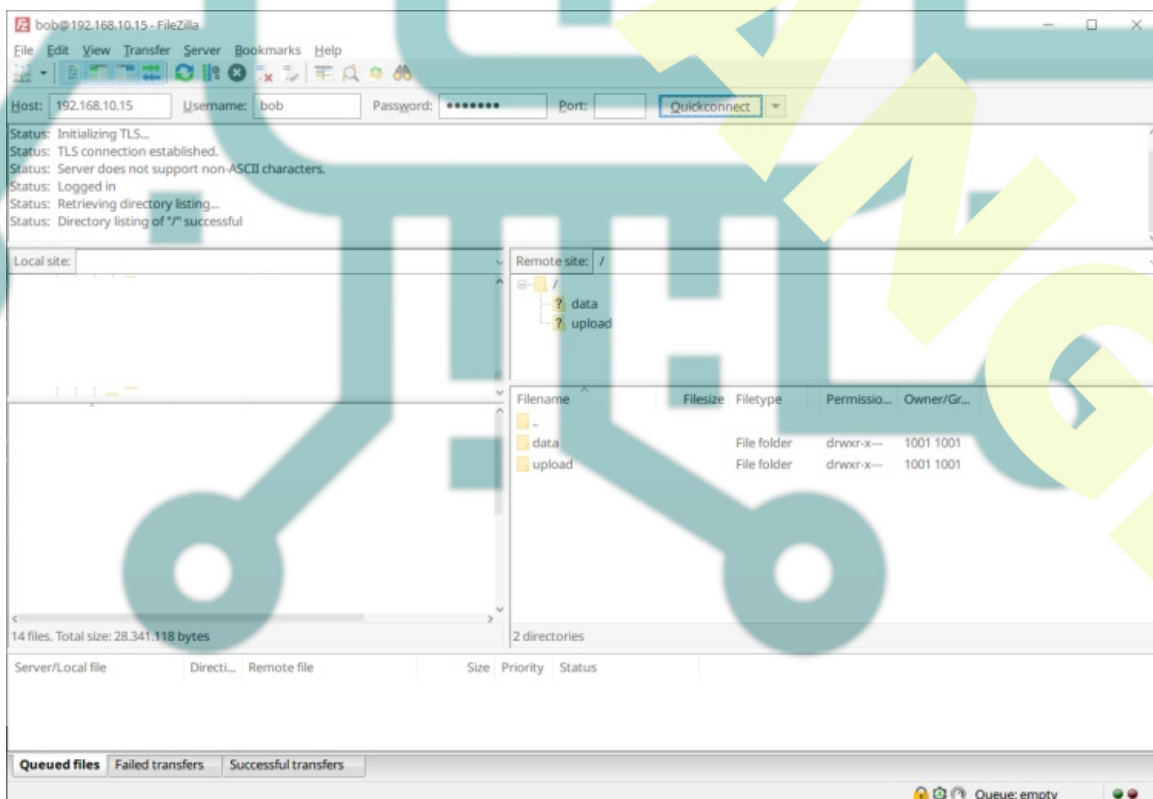 bob@192.168.10.15 - FileZilla
File Edit View Transfer Server Bookmarks Help
Host: 192.168.10.15 Username: bob Password: ●●●●●●● Port: Quickconnect
Status: Initializing TLS...
Status: TLS connection established.
Status: Server does not support non-ASCII characters.
Status: Logged in
Status: Retrieving directory listing...
Status: Directory listing of "/" successful
Local site:
Remote site: /
/
? data
? upload
Filename Filesize Filetype Permissio... Owner/Gr...
..
data File folder drwxr-x--- 1001 1001
upload File folder drwxr-x--- 1001 1001
14 files. Total size: 28.341.118 bytes
2 directories
Server/Local file Directi... Remote file Size Priority Status
Queued files Failed transfers Successful transfers
Queue: empty